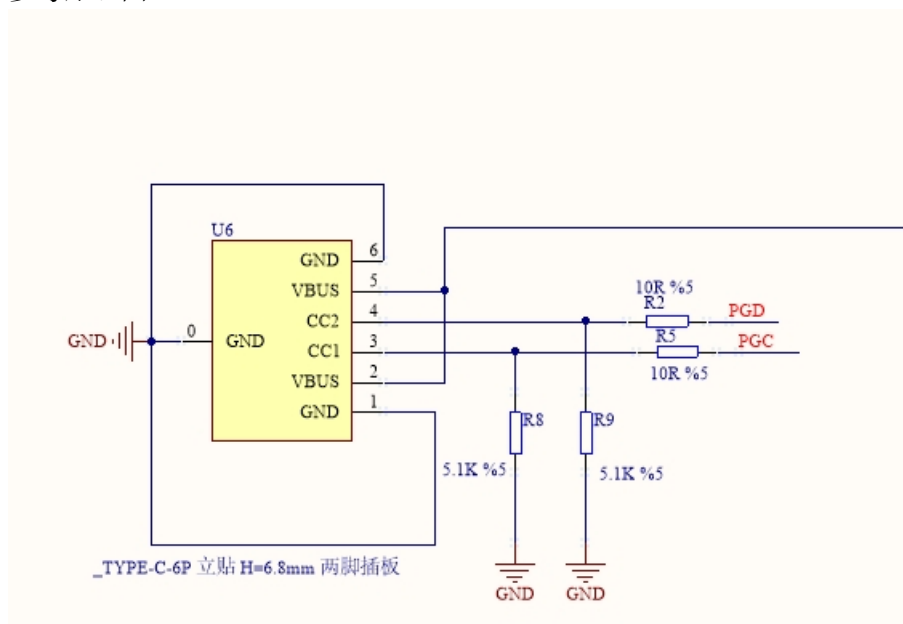 U6
GND 6
VBUS 5
CC2 4
CC1 3
VBUS 2
GND 1
GND 0 GND
10R %5
R2
PGD
R5
PGC
10R %5
R8
R9
5.1K %5
5.1K %5
_TYPE-C-6P 立贴 H=6.8mm 两脚插板
GND
GND